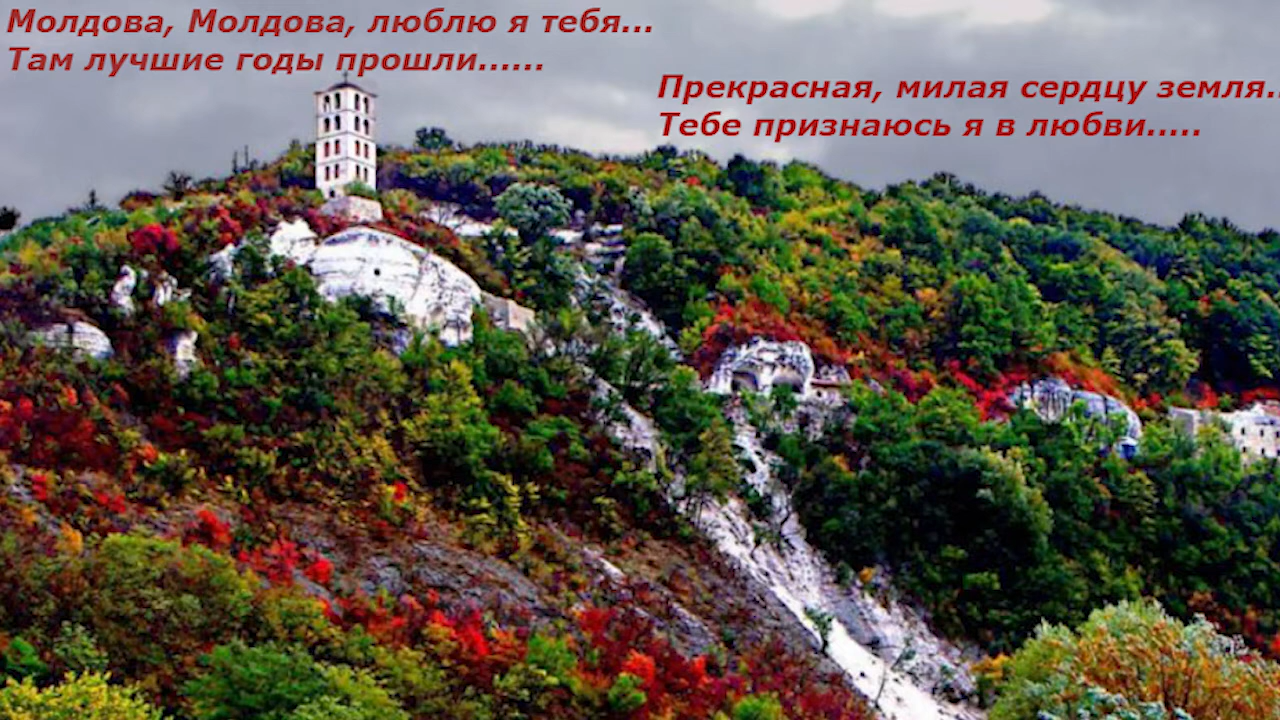 Молдова, Молдова, люблю я тебя...
Там лучшие годы прошли......
Прекрасная, милая сердцу земля..
Тебе признаюсь я в любви.....